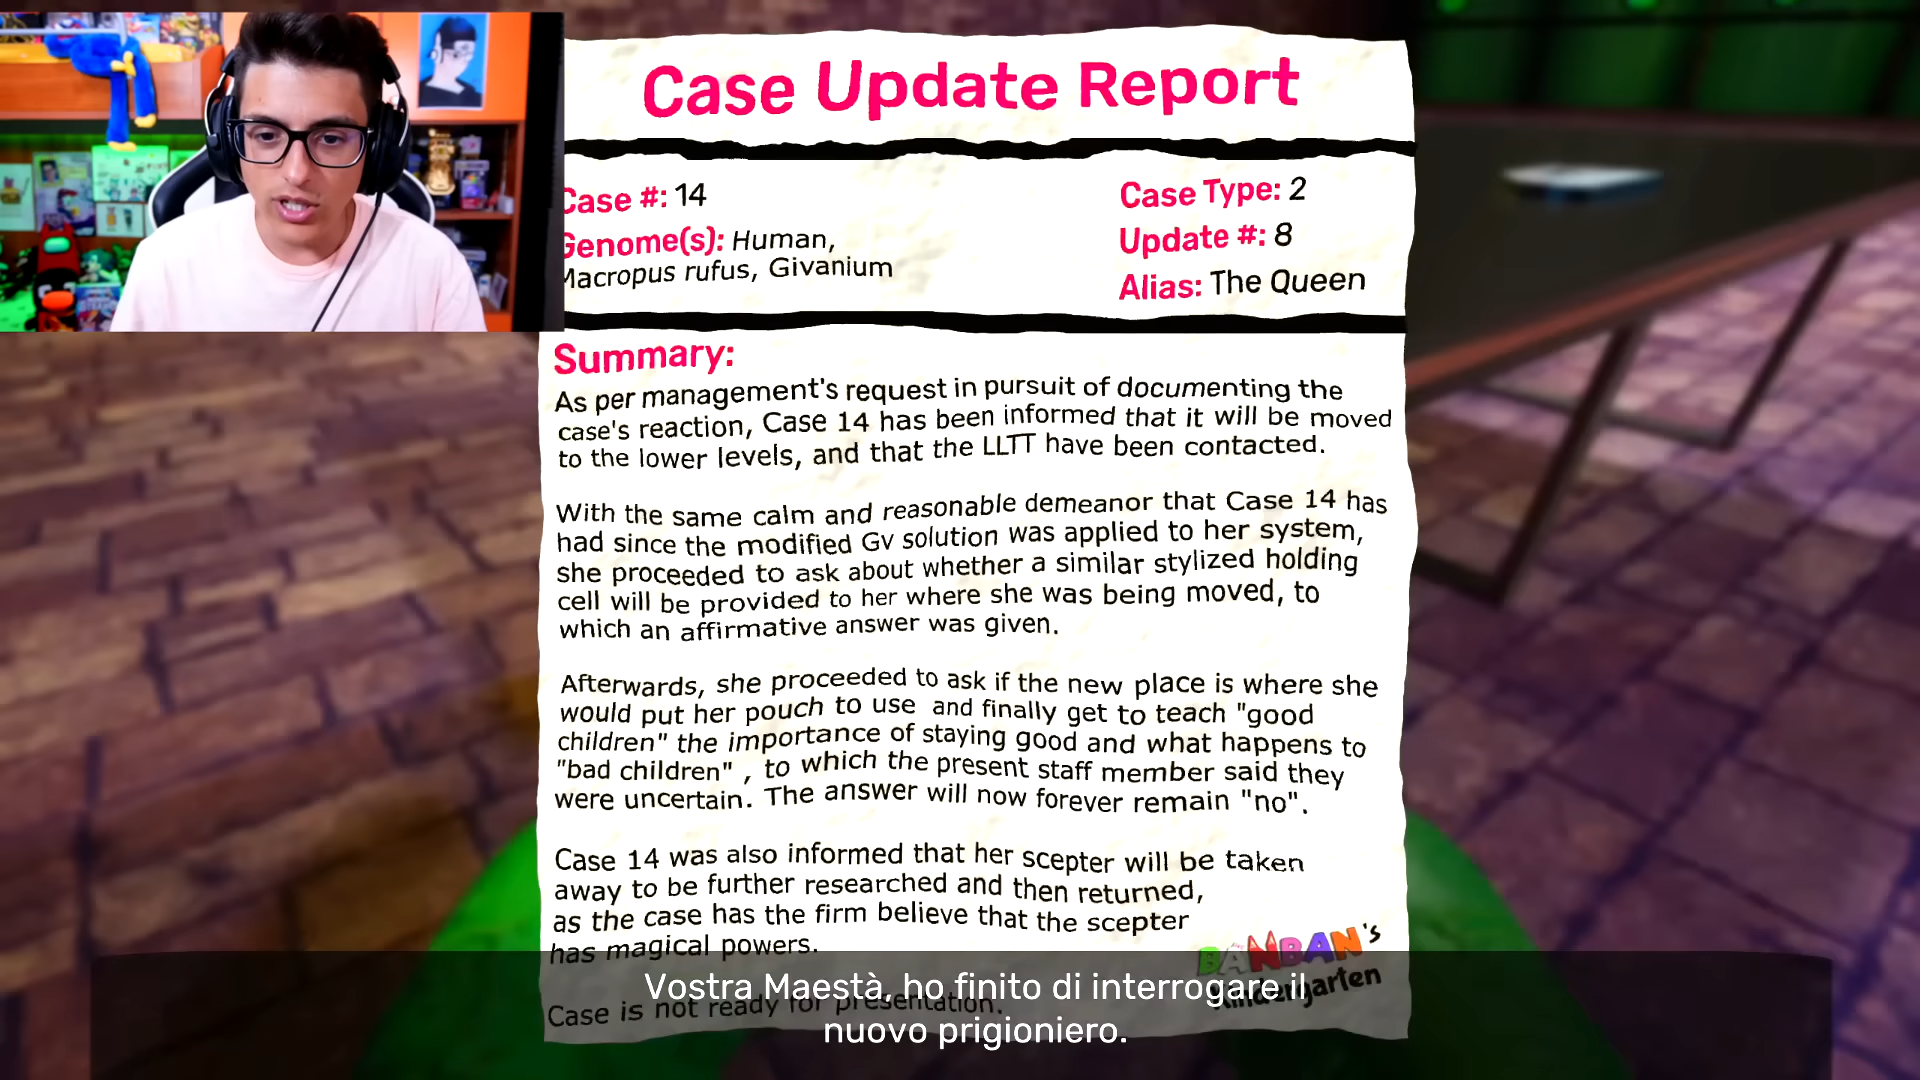 Case Update Report
Case #: 14
Genome(s): Human,
Macropus rufus, Givanium
Case Type: 2
Update #: 8
Alias: The Queen
Summary:
As per management's request in pursuit of documenting the
case's reaction, Case 14 has been informed that it will be moved
to the lower levels, and that the LLTT have been contacted.
With the same calm and reasonable demeanor that Case 14 has
had since the modified Gv solution was applied to her system,
she proceeded to ask about whether a similar stylized holding
cell will be provided to her where she was being moved, to
which an affirmative answer was given.
Afterwards, she proceeded to ask if the new place is where she
would put her pouch to use and finally get to teach "good
children" the importance of staying good and what happens to
"bad children" , to which the present staff member said they
were uncertain. The answer will now forever remain "no".
Case 14 was also informed that her scepter will be taken
away to be further researched and then returned,
as the case has the firm believe that the scepter
has magical powers.
Case is not ready for presentation.
BANBAN's
Kindergarten
Vostra Maestà, ho finito di interrogare il
nuovo prigioniero.